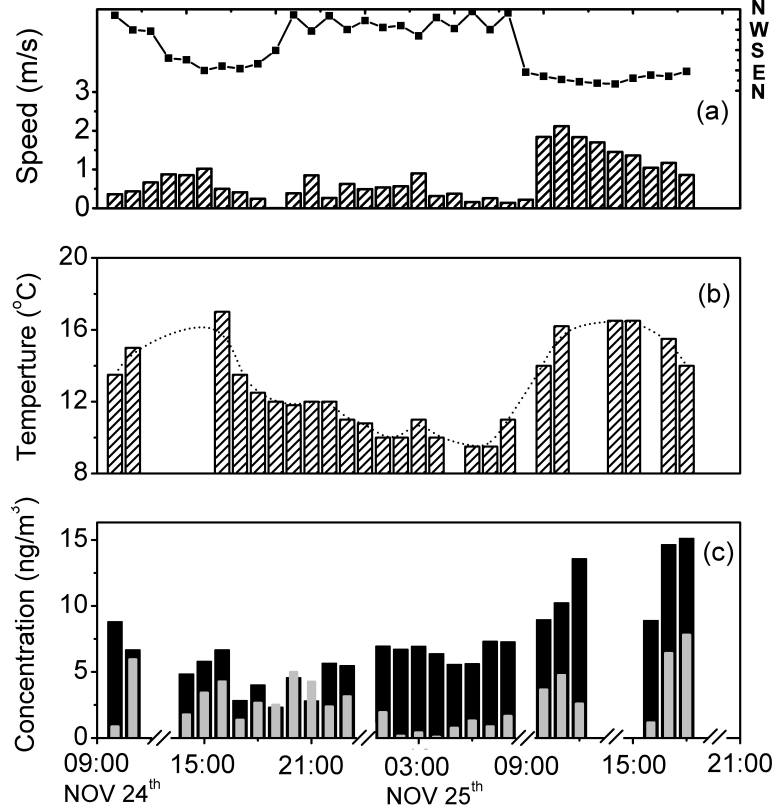 N
W
S
E
N
Speed (m/s)
3
2
1
0
(a)
Temperture (°C)
20
16
12
8
(b)
Concentration (ng/m³)
15
10
5
0
(c)
09:00 15:00 21:00 03:00 09:00 15:00 21:00
NOV 24th NOV 25th